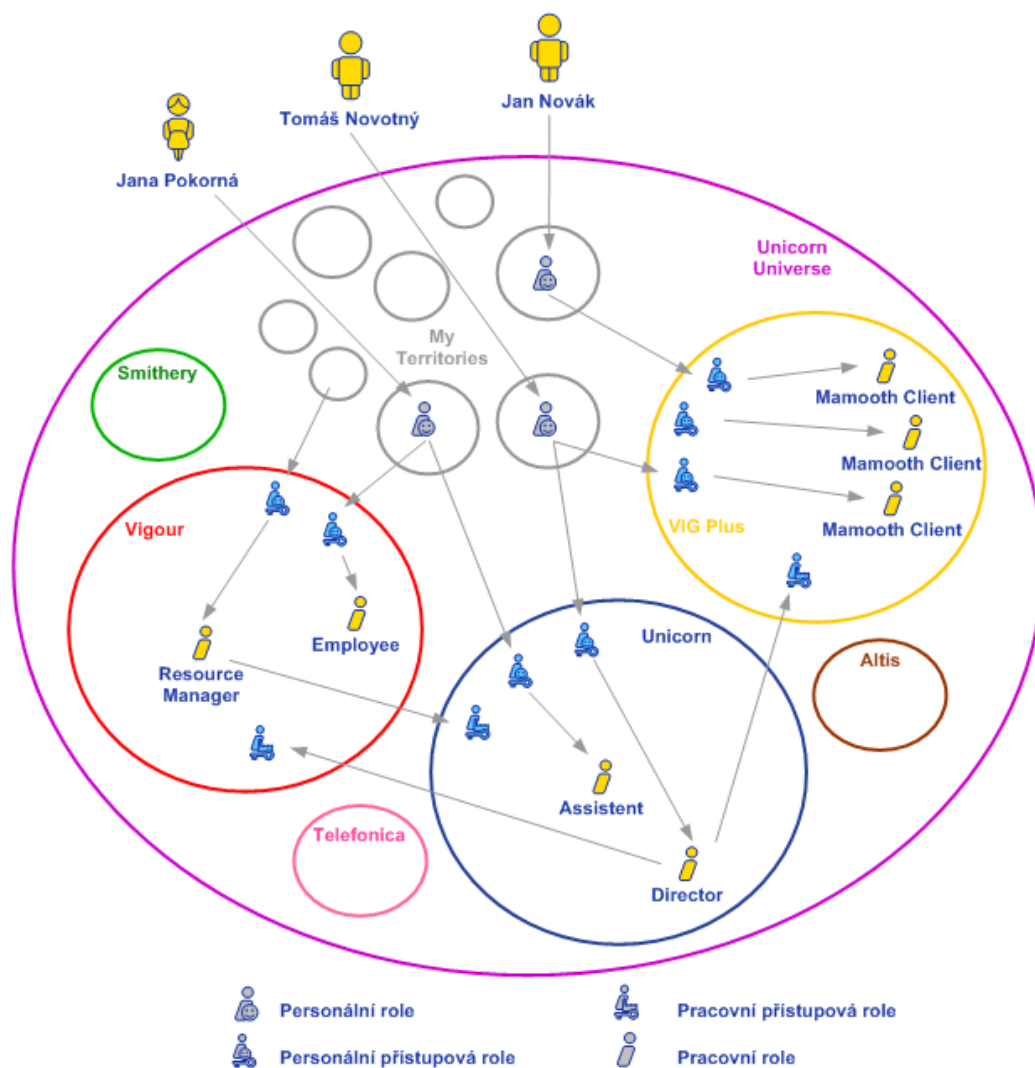 Jan Novák
Tomáš Novotný
Jana Pokorná
Unicorn
Universe
My
Territories
Smithery
Mamooth Client
Mamooth Client
Mamooth Client
VIG Plus
Vigour
Employee
Unicorn
Resource
Manager
Altis
Assistent
Telefonica
Director
Personální role
Pracovní přístupová role
Personální přístupová role
Pracovní role